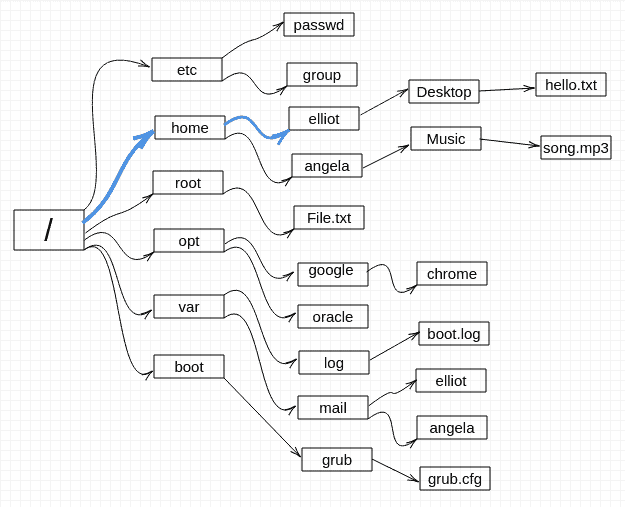 passwd
etc
group
hello.txt
Desktop
home
elliot
Music
song.mp3
angela
root
File.txt
/
opt
google
chrome
var
oracle
boot.log
log
boot
elliot
mail
angela
grub
grub.cfg